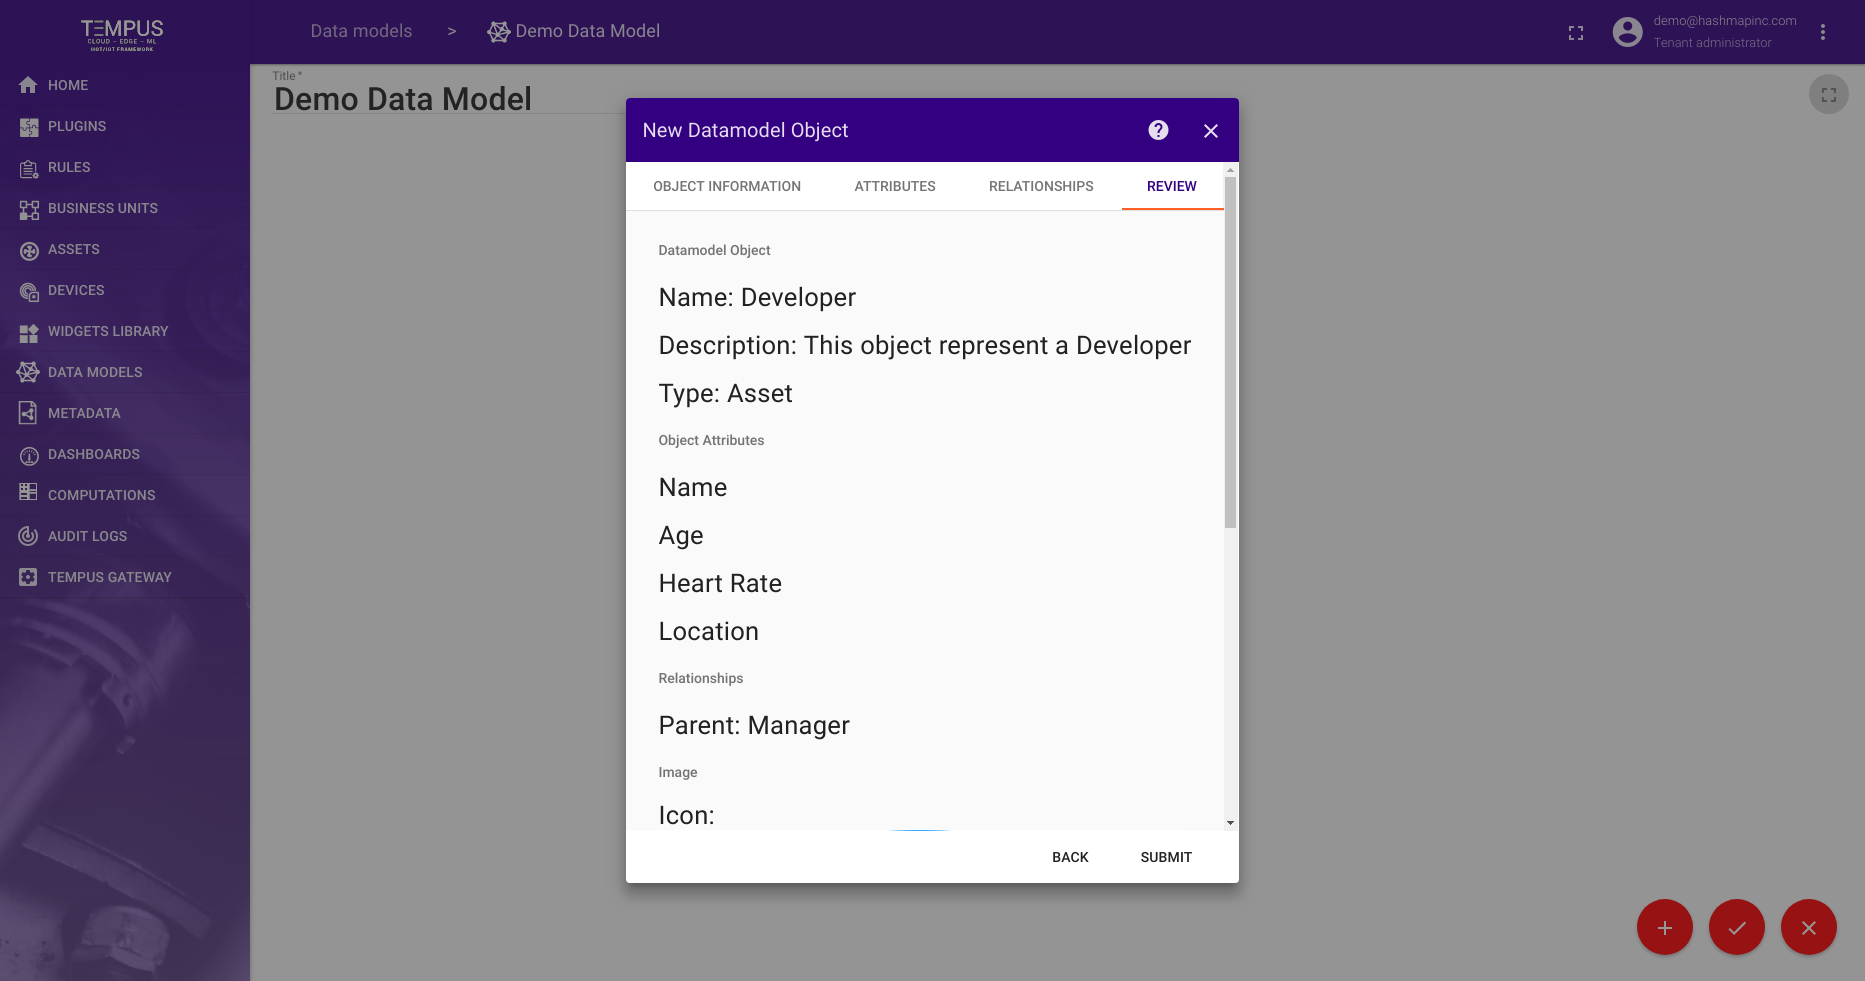 TEMPUS
CLOUD - EDGE - ML
IIOT/IOT FRAMEWORK
Data models > Demo Data Model
demo@hashmapinc.com
Tenant administrator
HOME
PLUGINS
RULES
BUSINESS UNITS
ASSETS
DEVICES
WIDGETS LIBRARY
DATA MODELS
METADATA
DASHBOARDS
COMPUTATIONS
AUDIT LOGS
TEMPUS GATEWAY
Title *
Demo Data Model
New Datamodel Object
OBJECT INFORMATION ATTRIBUTES RELATIONSHIPS REVIEW
Datamodel Object
Name: Developer
Description: This object represent a Developer
Type: Asset
Object Attributes
Name
Age
Heart Rate
Location
Relationships
Parent: Manager
Image
Icon:
BACK SUBMIT